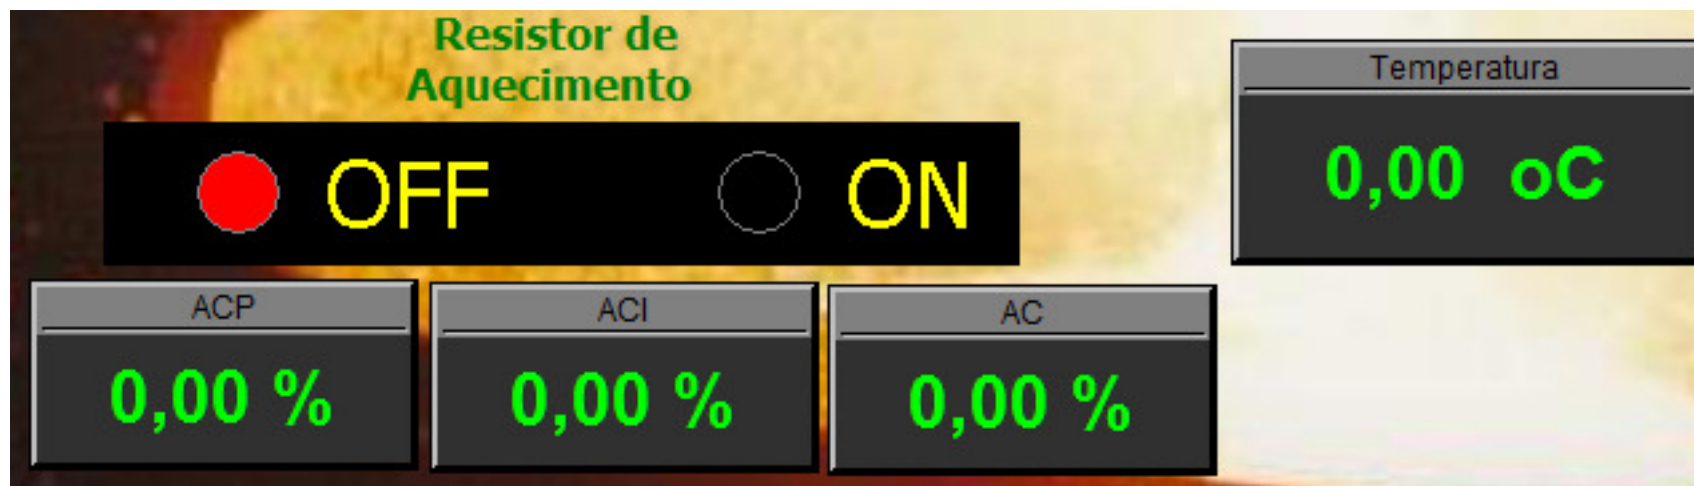 Resistor de
Aquecimento
OFF
ON
Temperatura
0,00 oC
ACP
0,00 %
ACI
0,00 %
AC
0,00 %